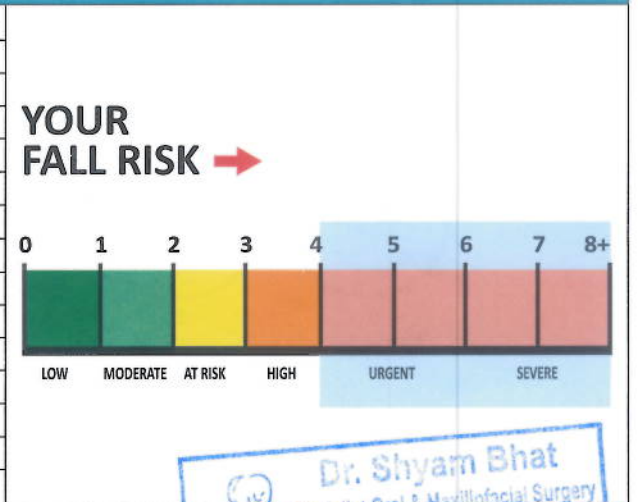 YOUR
FALL RISK
0 1 2 3 4 5 6 7 8+
LOW MODERATE AT RISK HIGH URGENT SEVERE
Dr. Shyam Bhat
Oral & Maxillofacial Surgery